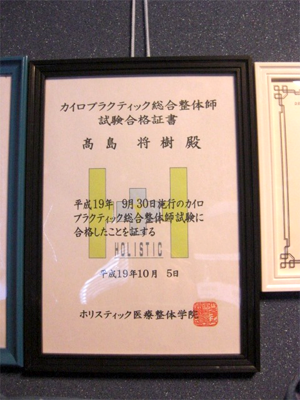 カイロプラクティック総合整体師
試験合格証書
髙島 将樹 殿
平成19年 9月30日施行のカイロ
プラクティック総合整体師試験に
合格したことを証する
HOLISTIC
平成19年10月 5日
ホリスティック医療整体学院